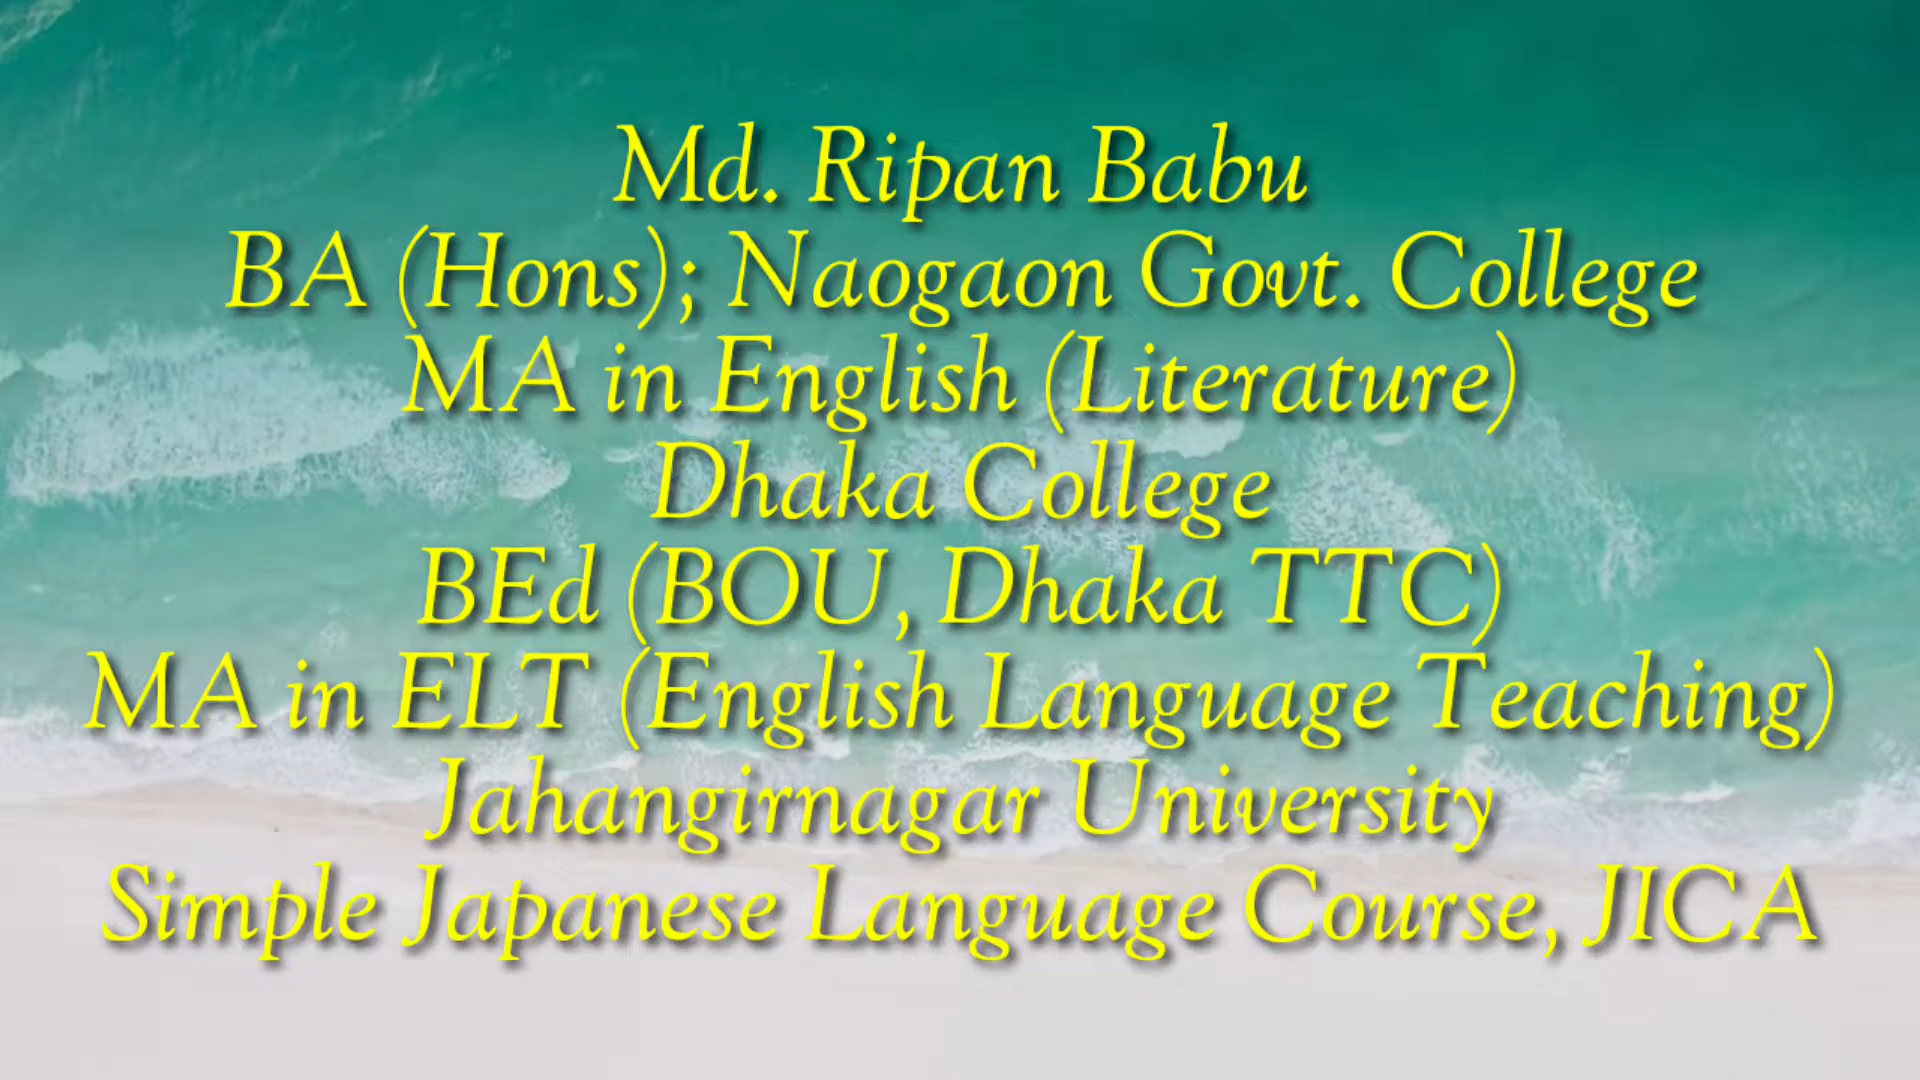 Md. Ripan Babu
BA (Hons); Naogaon Govt. College
MA in English (Literature)
Dhaka College
BEd (BOU, Dhaka TTC)
MA in ELT (English Language Teaching)
Jahangirnagar University
Simple Japanese Language Course, JICA